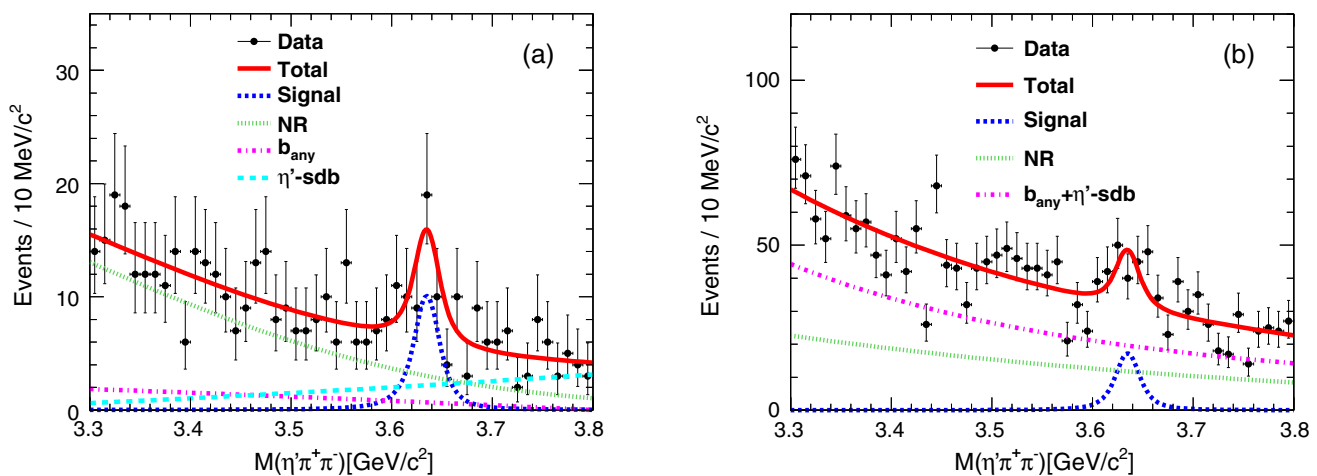 (a)
Data
Total
Signal
NR
b_any
η'-sdb
Events / 10 MeV/c²
30
20
10
0
3.3 3.4 3.5 3.6 3.7 3.8
M(η'π⁺π⁻)[GeV/c²]
(b)
Data
Total
Signal
NR
b_any+η'-sdb
Events / 10 MeV/c²
100
50
0
3.3 3.4 3.5 3.6 3.7 3.8
M(η'π⁺π⁻)[GeV/c²]